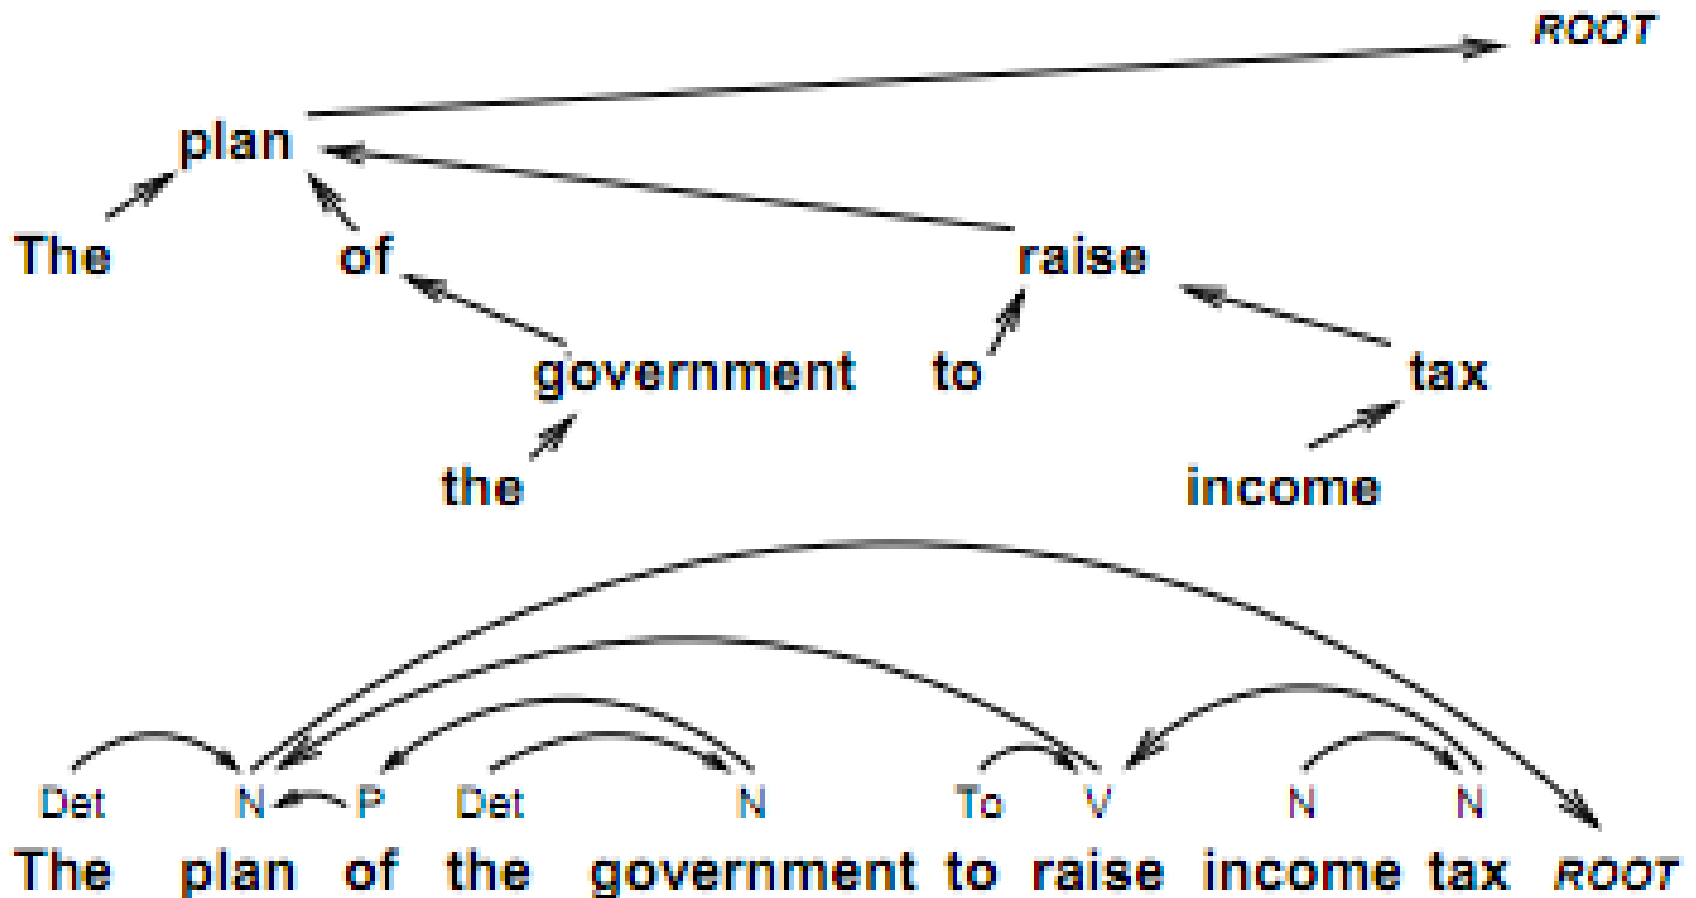 ROOT
plan
The of raise
government to tax
the income
Det N P Det N To V N N
The plan of the government to raise income tax ROOT